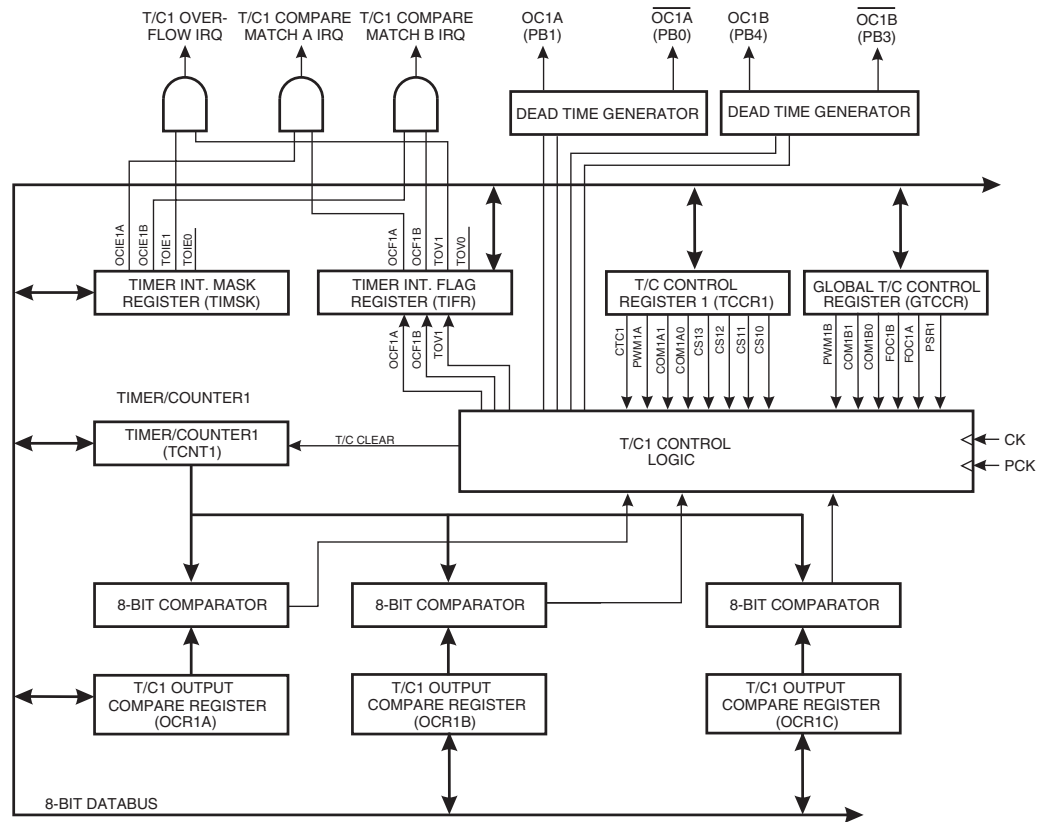 T/C1 OVER-
FLOW IRQ
T/C1 COMPARE
MATCH A IRQ
T/C1 COMPARE
MATCH B IRQ
OC1A
(PB1)
OC1A
(PB0)
OC1B
(PB4)
OC1B
(PB3)
DEAD TIME GENERATOR
DEAD TIME GENERATOR
OCIE1A
OCIE1B
TOIE1
TOIE0
OCF1A
OCF1B
TOV1
TOV0
TIMER INT. MASK
REGISTER (TIMSK)
TIMER INT. FLAG
REGISTER (TIFR)
T/C CONTROL
REGISTER 1 (TCCR1)
GLOBAL T/C CONTROL
REGISTER (GTCCR)
OCF1A
OCF1B
TOV1
CTC1
PWM1A
COM1A1
COM1A0
CS13
CS12
CS11
CS10
PWM1B
COM1B1
COM1B0
FOC1B
FOC1A
PSR1
TIMER/COUNTER1
TIMER/COUNTER1
(TCNT1)
T/C CLEAR
T/C1 CONTROL
LOGIC
CK
PCK
8-BIT COMPARATOR
8-BIT COMPARATOR
8-BIT COMPARATOR
T/C1 OUTPUT
COMPARE REGISTER
(OCR1A)
T/C1 OUTPUT
COMPARE REGISTER
(OCR1B)
T/C1 OUTPUT
COMPARE REGISTER
(OCR1C)
8-BIT DATABUS